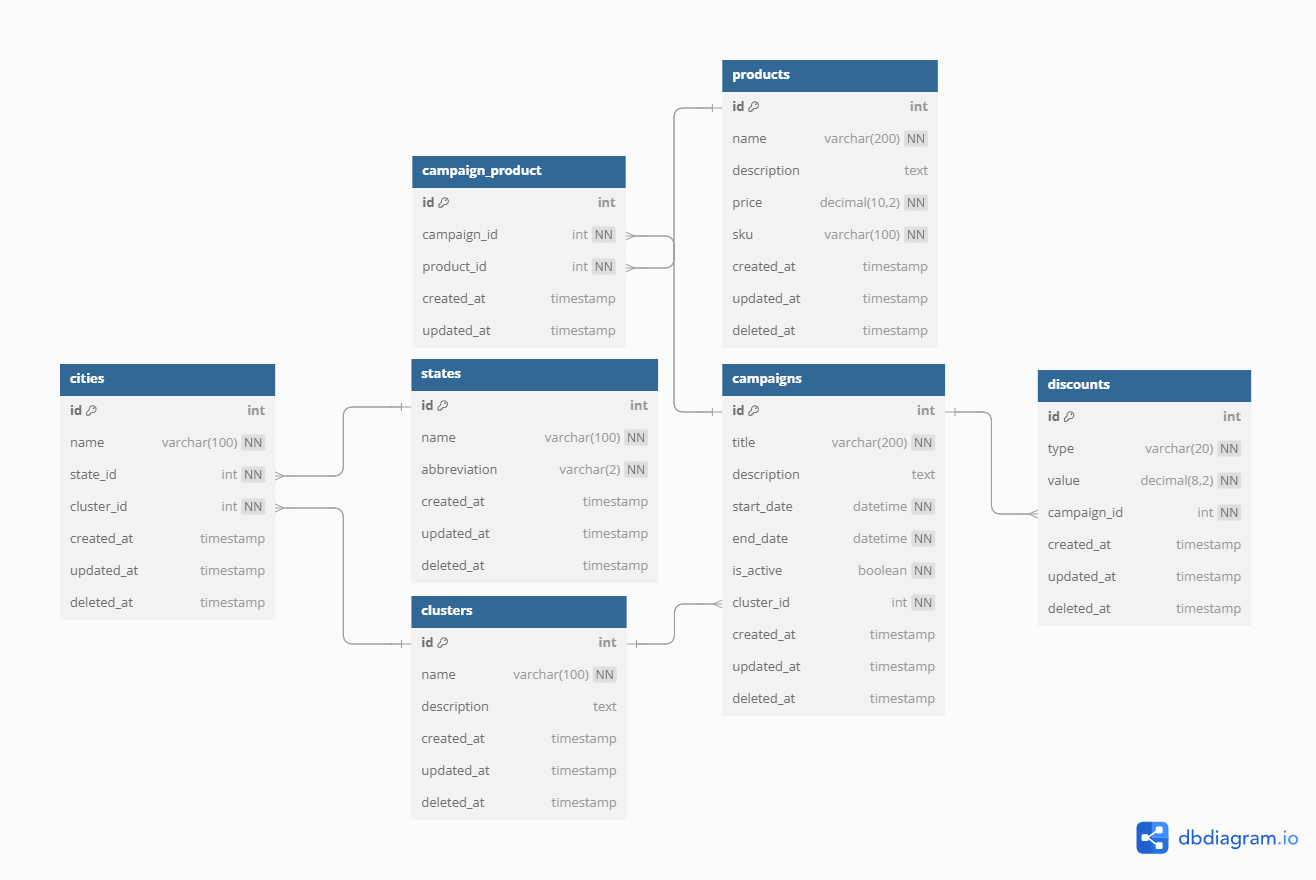 products
id int
name varchar(200) NN
description text
price decimal(10,2) NN
sku varchar(100) NN
created_at timestamp
updated_at timestamp
deleted_at timestamp
campaign_product
id int
campaign_id int NN
product_id int NN
created_at timestamp
updated_at timestamp
cities
id int
name varchar(100) NN
state_id int NN
cluster_id int NN
created_at timestamp
updated_at timestamp
deleted_at timestamp
states
id int
name varchar(100) NN
abbreviation varchar(2) NN
created_at timestamp
updated_at timestamp
deleted_at timestamp
campaigns
id int
title varchar(200) NN
description text
start_date datetime NN
end_date datetime NN
is_active boolean NN
cluster_id int NN
created_at timestamp
updated_at timestamp
deleted_at timestamp
discounts
id int
type varchar(20) NN
value decimal(8,2) NN
campaign_id int NN
created_at timestamp
updated_at timestamp
deleted_at timestamp
clusters
id int
name varchar(100) NN
description text
created_at timestamp
updated_at timestamp
deleted_at timestamp
dbdiagram.io